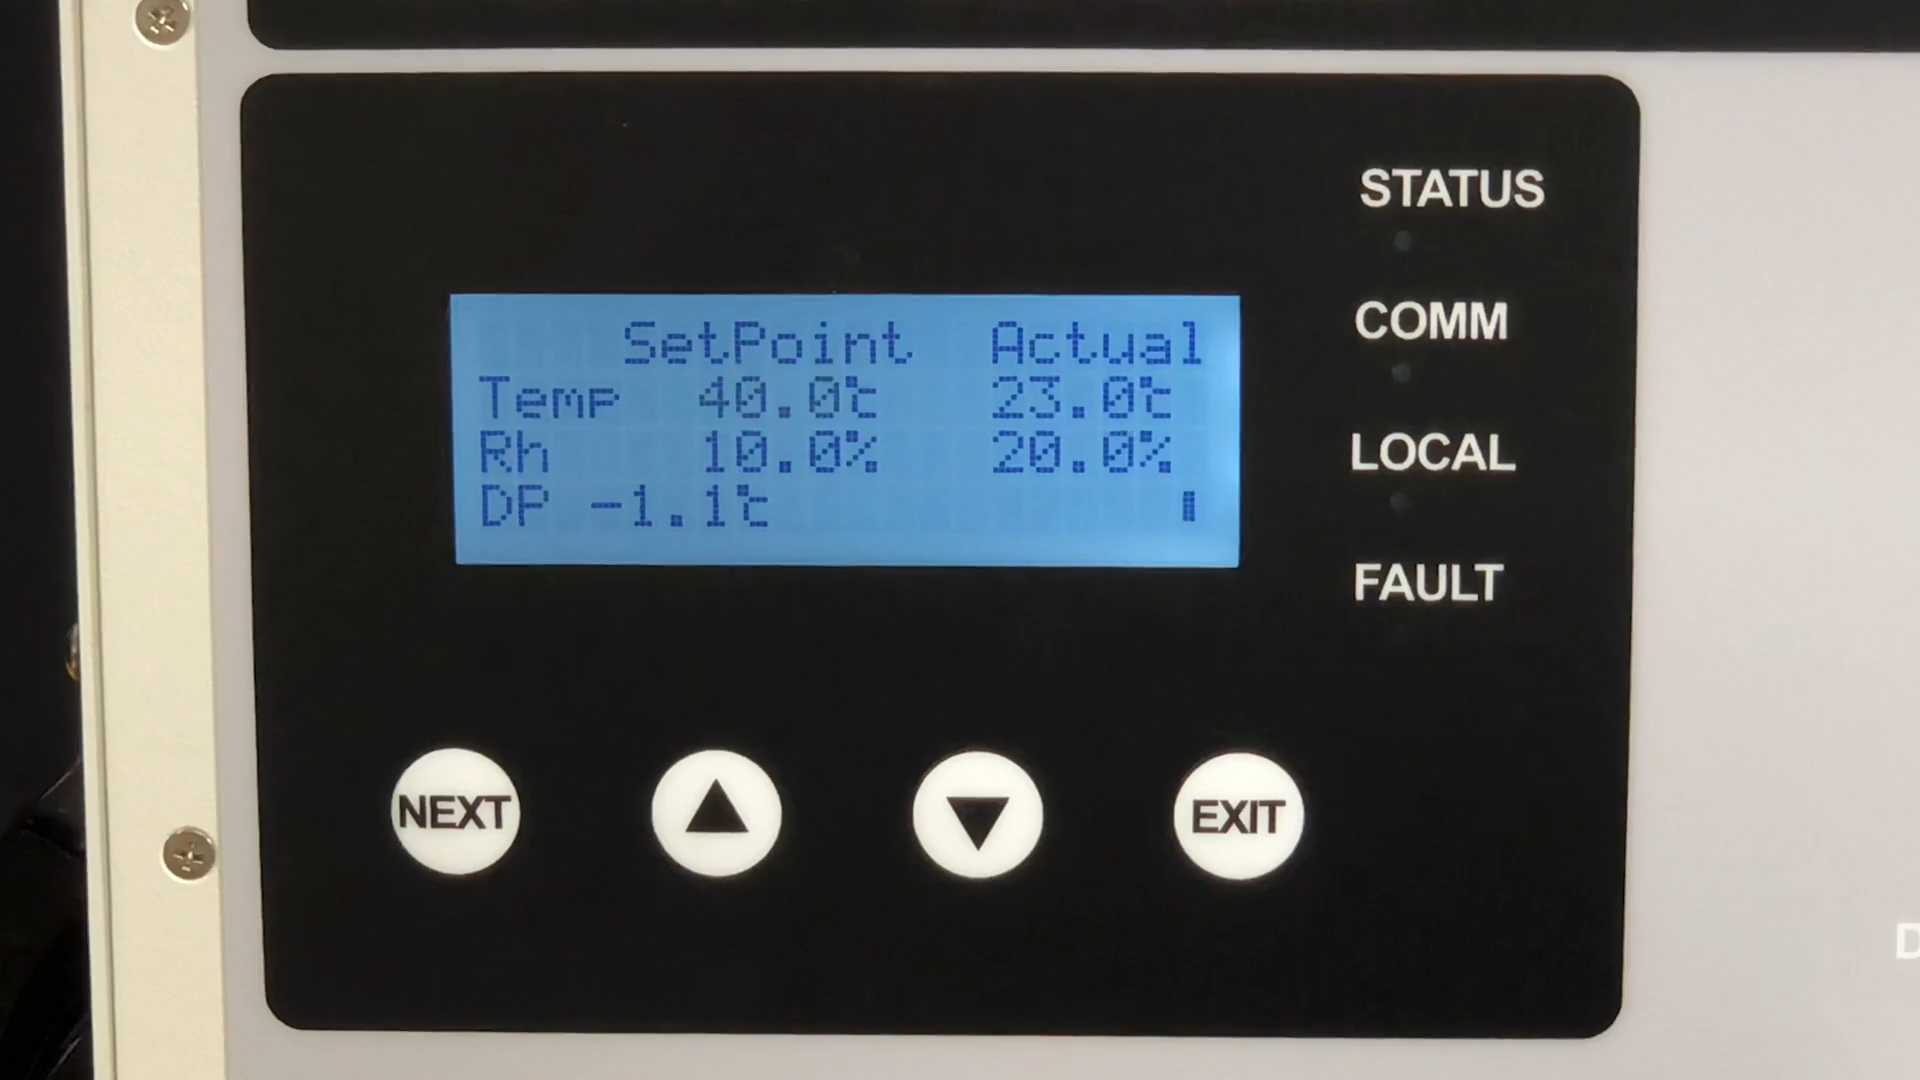 STATUS
SetPoint Actual
COMM
Temp 40.0℃ 23.0℃
Rh 10.0% 20.0%
LOCAL
DP -1.1℃
FAULT
NEXT ▲ ▼ EXIT